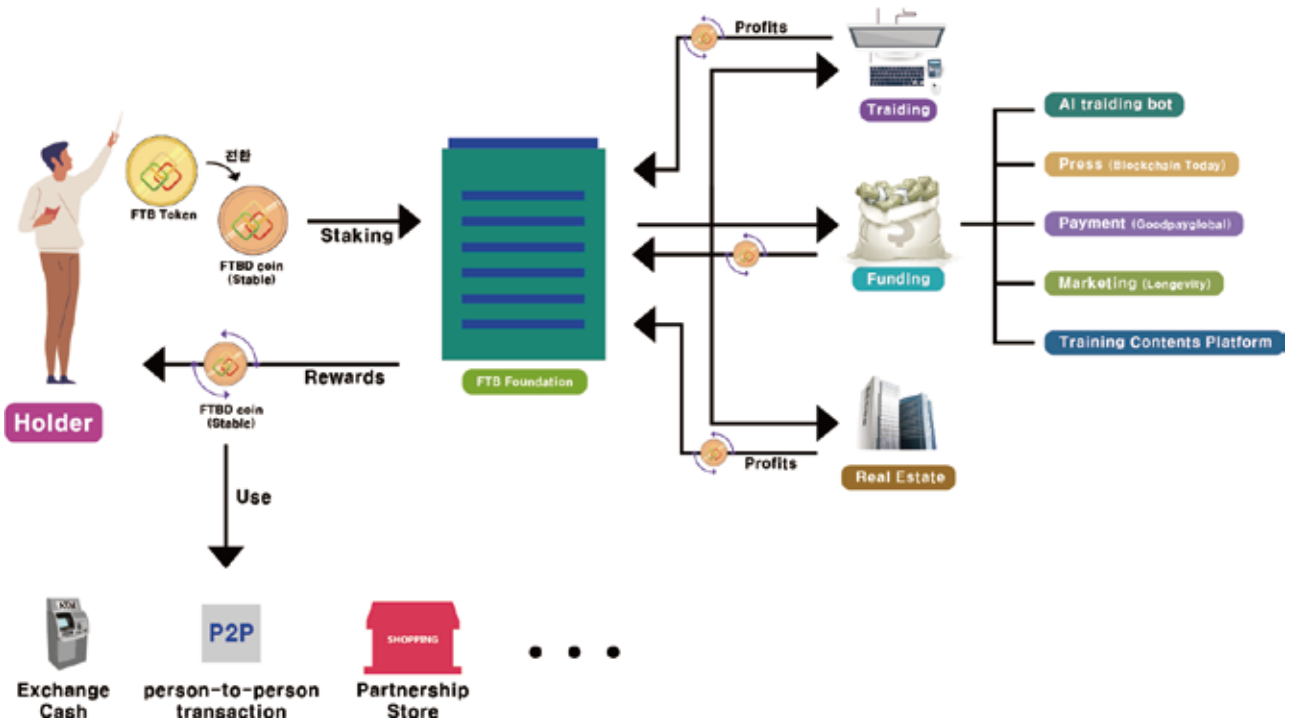 Profits
Traiding
AI traiding bot
Press (Blockchain Today)
Payment (Goodpayglobal)
Marketing (Longevity)
Training Contents Platform
전환
FTB Token
FTBD coin
(Stable)
Staking
$
Funding
FTB Foundation
Rewards
FTBD coin
(Stable)
Holder
Profits
Real Estate
Use
P2P
SHOPPING
Exchange
Cash
person-to-person
transaction
Partnership
Store